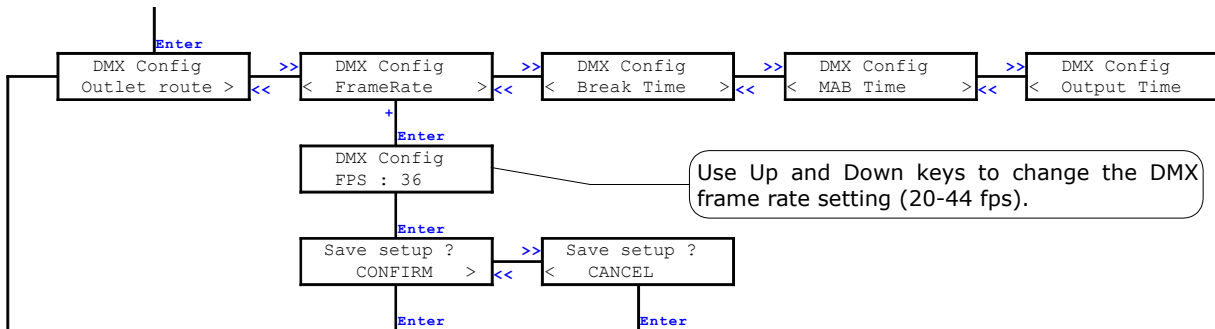 Enter
DMX Config
Outlet route >
>>
<<
DMX Config
< FrameRate >
>>
<<
DMX Config
< Break Time >
>>
<<
DMX Config
< MAB Time >
>>
<<
DMX Config
< Output Time
+
Enter
DMX Config
FPS : 36
Use Up and Down keys to change the DMX
frame rate setting (20-44 fps).
Enter
Save setup ?
CONFIRM >
>>
<<
Save setup ?
< CANCEL
Enter
Enter